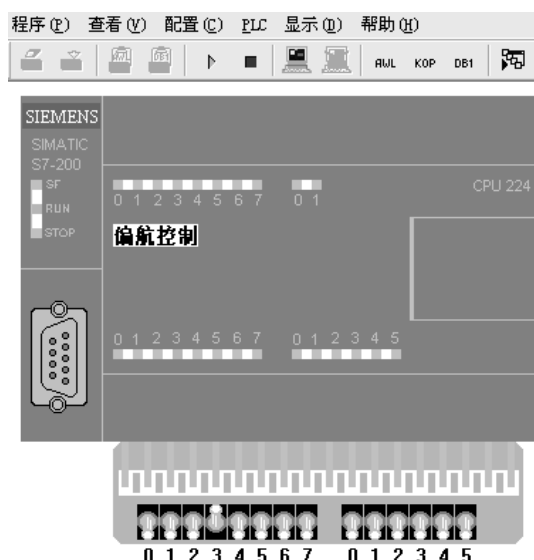 程序(P) 查看(V) 配置(C) PLC 显示(D) 帮助(H)
AWL KOP DB1
SIEMENS
SIMATIC
S7-200
SF
RUN
STOP
0 1 2 3 4 5 6 7 0 1
CPU 224
偏航控制
0 1 2 3 4 5 6 7 0 1 2 3 4 5
0 1 2 3 4 5 6 7 0 1 2 3 4 5